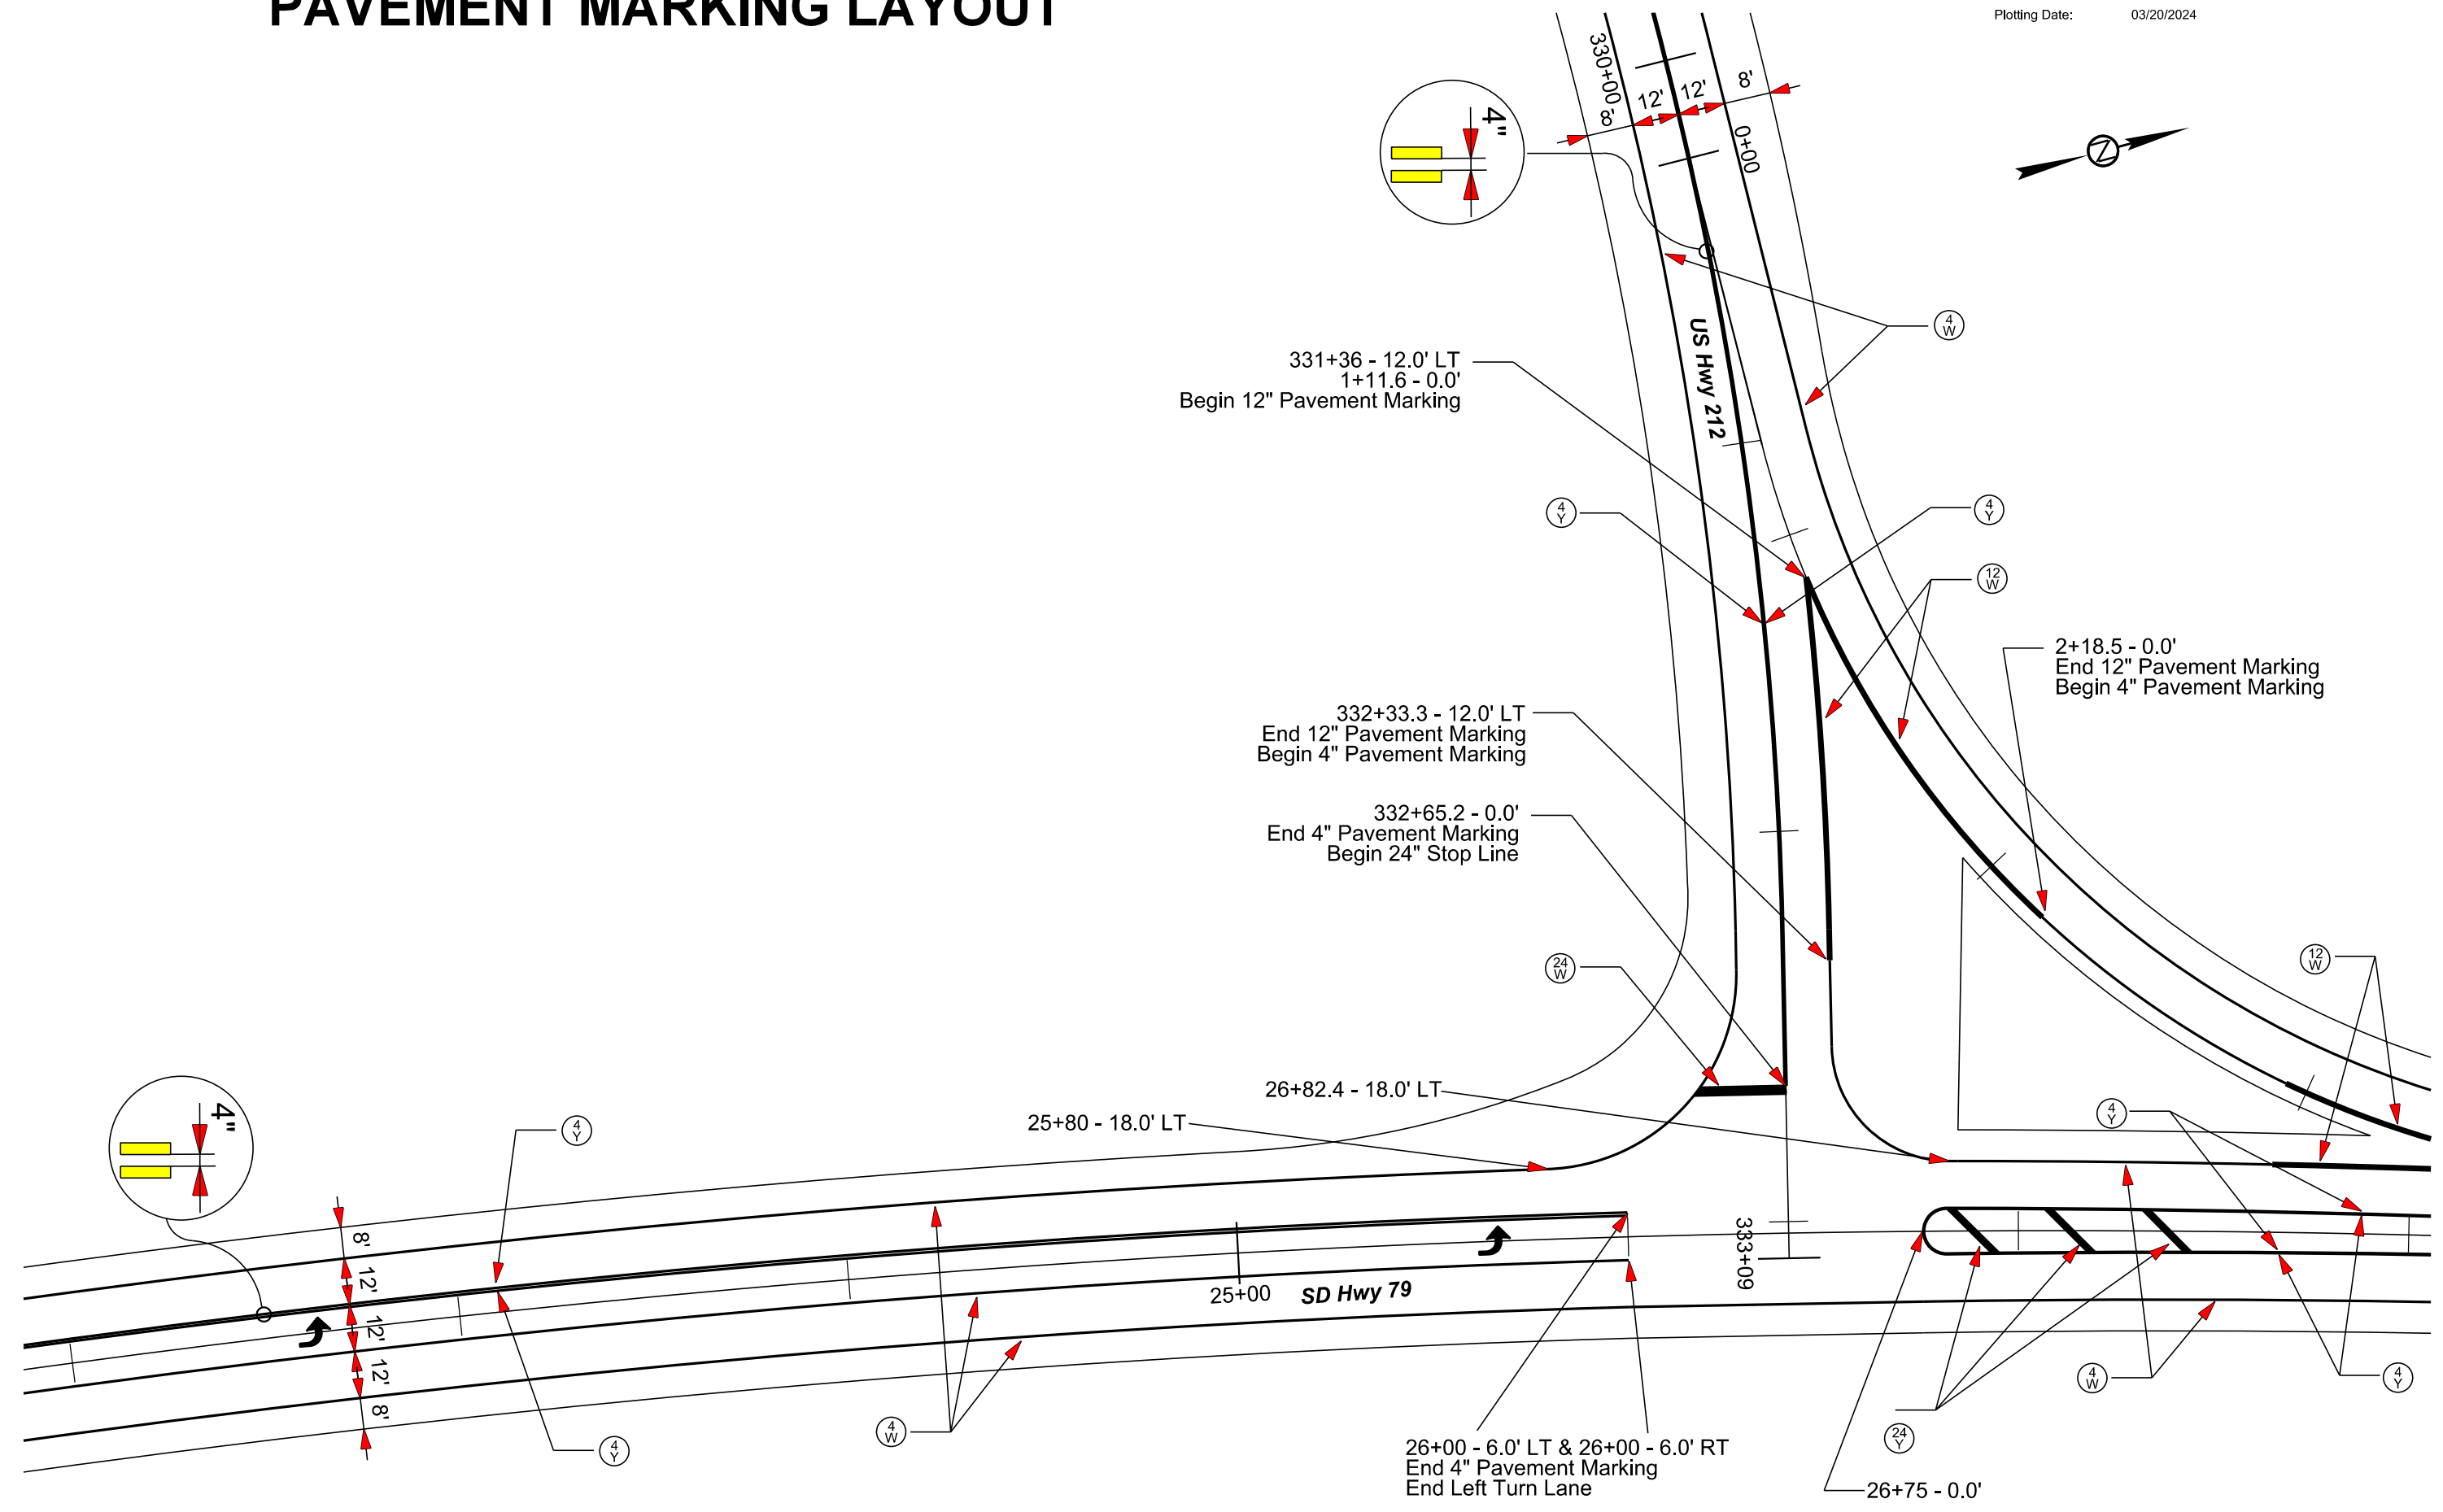 PAVEMENT MARKING LAYOUT
Plotting Date: 03/20/2024
330+00
8'
12'
12'
8'
0+00
4"
N
4
W
US Hwy 212
331+36 - 12.0' LT
1+11.6 - 0.0'
Begin 12" Pavement Marking
4
Y
4
Y
12
W
2+18.5 - 0.0'
End 12" Pavement Marking
Begin 4" Pavement Marking
332+33.3 - 12.0' LT
End 12" Pavement Marking
Begin 4" Pavement Marking
332+65.2 - 0.0'
End 4" Pavement Marking
Begin 24" Stop Line
24
W
12
W
26+82.4 - 18.0' LT
25+80 - 18.0' LT
4
Y
4
Y
4"
8'
12'
12'
12'
8'
25+00
SD Hwy 79
333+09
4
W
4
Y
4
W
4
Y
24
Y
26+00 - 6.0' LT & 26+00 - 6.0' RT
End 4" Pavement Marking
End Left Turn Lane
26+75 - 0.0'